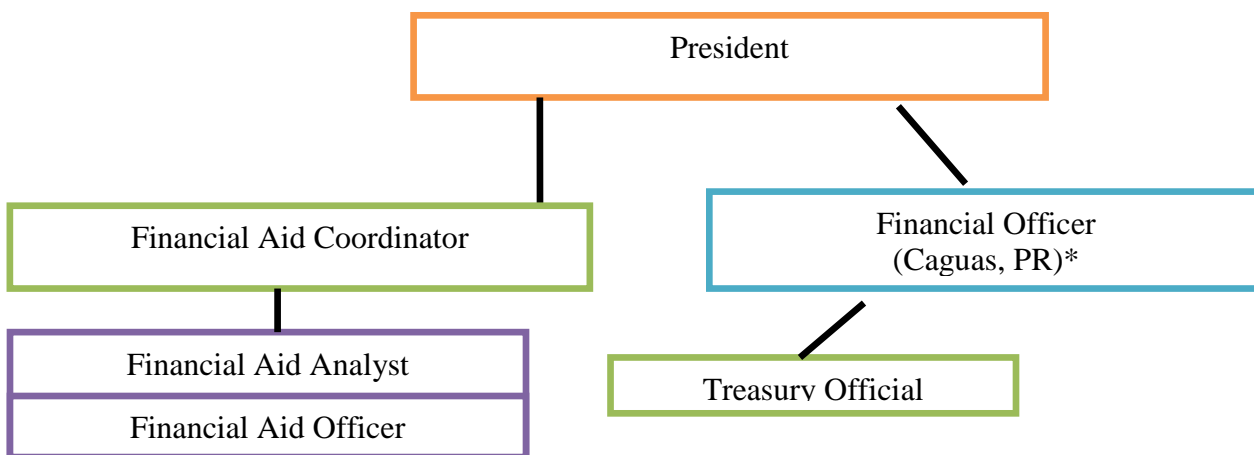 President
Financial Aid Coordinator
Financial Officer
(Caguas, PR)*
Financial Aid Analyst
Treasury Official
Financial Aid Officer